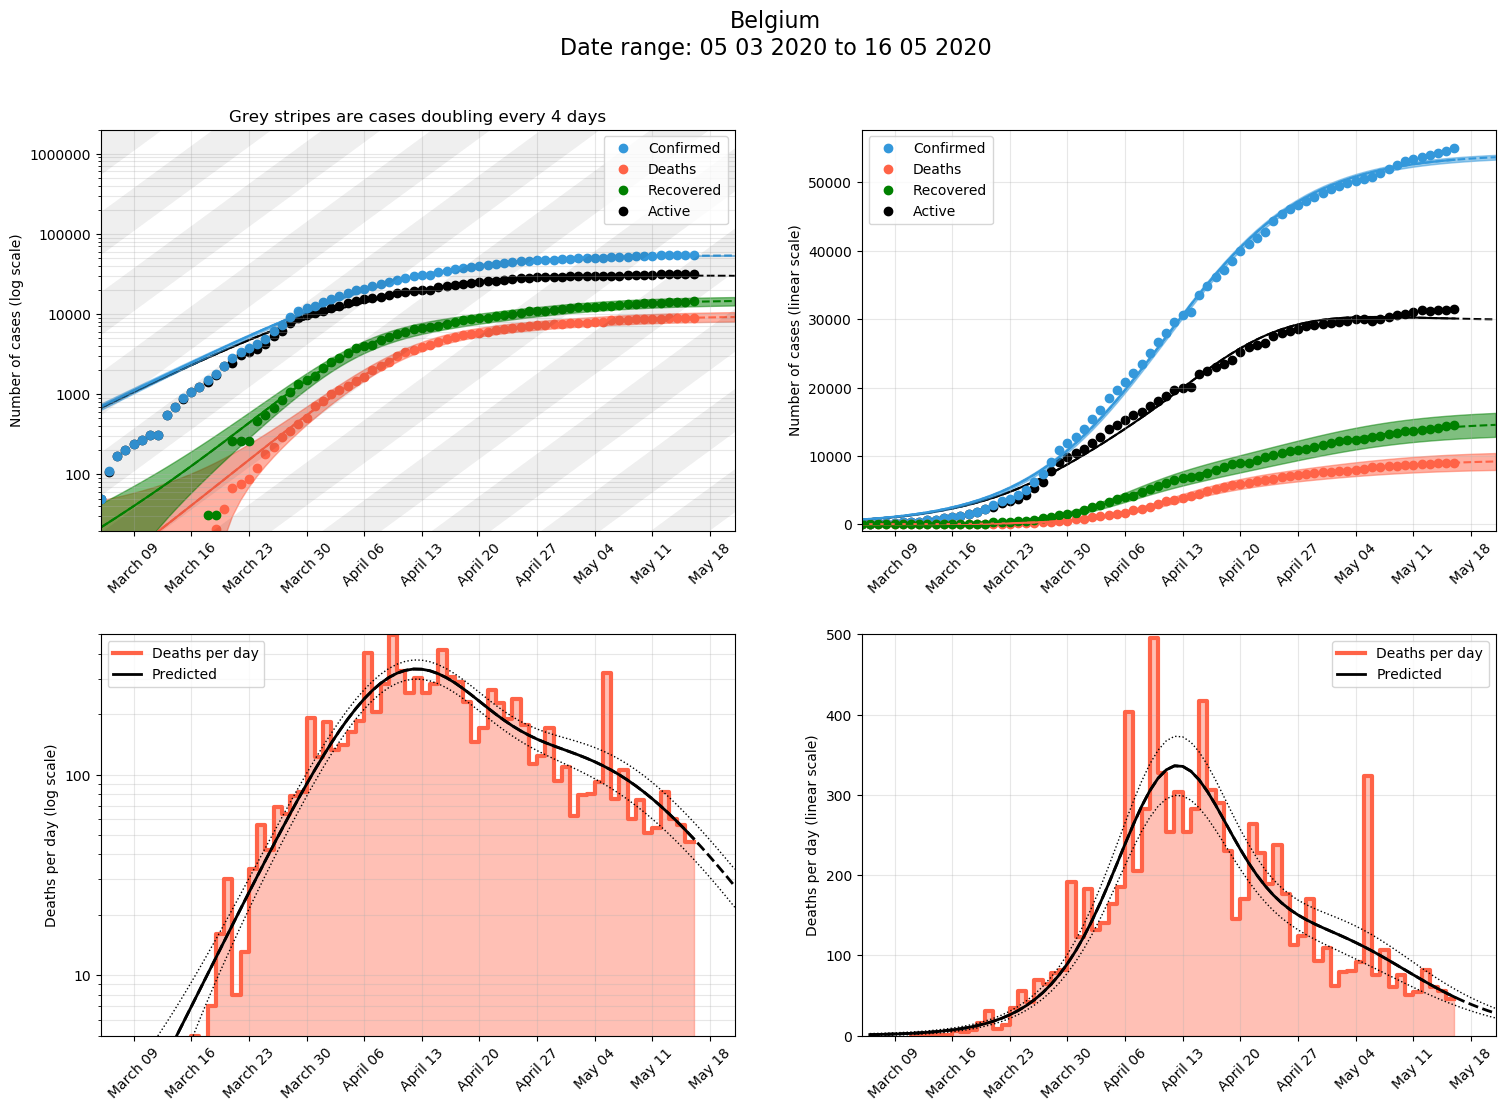 Belgium
Date range: 05 03 2020 to 16 05 2020
Grey stripes are cases doubling every 4 days
Number of cases (log scale)
1000000
100000
10000
1000
100
Confirmed
Deaths
Recovered
Active
March 09
March 16
March 23
March 30
April 06
April 13
April 20
April 27
May 04
May 11
May 18
Number of cases (linear scale)
50000
40000
30000
20000
10000
0
Confirmed
Deaths
Recovered
Active
March 09
March 16
March 23
March 30
April 06
April 13
April 20
April 27
May 04
May 11
May 18
Deaths per day (log scale)
100
10
Deaths per day
Predicted
March 09
March 16
March 23
March 30
April 06
April 13
April 20
April 27
May 04
May 11
May 18
Deaths per day (linear scale)
500
400
300
200
100
0
Deaths per day
Predicted
March 09
March 16
March 23
March 30
April 06
April 13
April 20
April 27
May 04
May 11
May 18